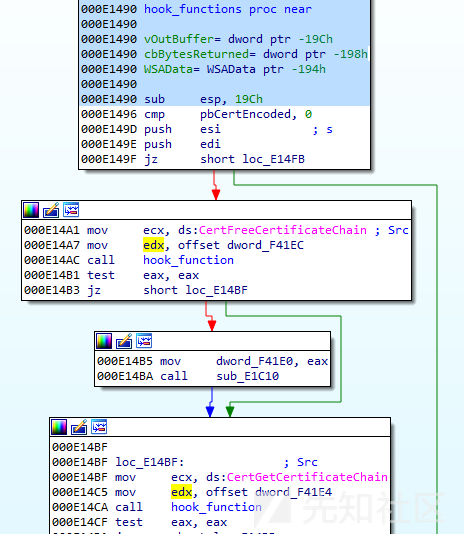 000E1490 hook_functions proc near
000E1490
000E1490 vOutBuffer= dword ptr -19Ch
000E1490 cbBytesReturned= dword ptr -198h
000E1490 WSAData= WSAData ptr -194h
000E1490
000E1490 sub esp, 19Ch
000E1496 cmp pbCertEncoded, 0
000E149D push esi ; s
000E149E push edi
000E149F jz short loc_E14FB
000E14A1 mov ecx, ds:CertFreeCertificateChain ; Src
000E14A7 mov edx, offset dword_F41EC
000E14AC call hook_function
000E14B1 test eax, eax
000E14B3 jz short loc_E14BF
000E14B5 mov dword_F41E0, eax
000E14BA call sub_E1C10
000E14BF
000E14BF loc_E14BF: ; Src
000E14BF mov ecx, ds:CertGetCertificateChain
000E14C5 mov edx, offset dword_F41E4
000E14CA call hook_function
000E14CF test eax, eax
先知社区